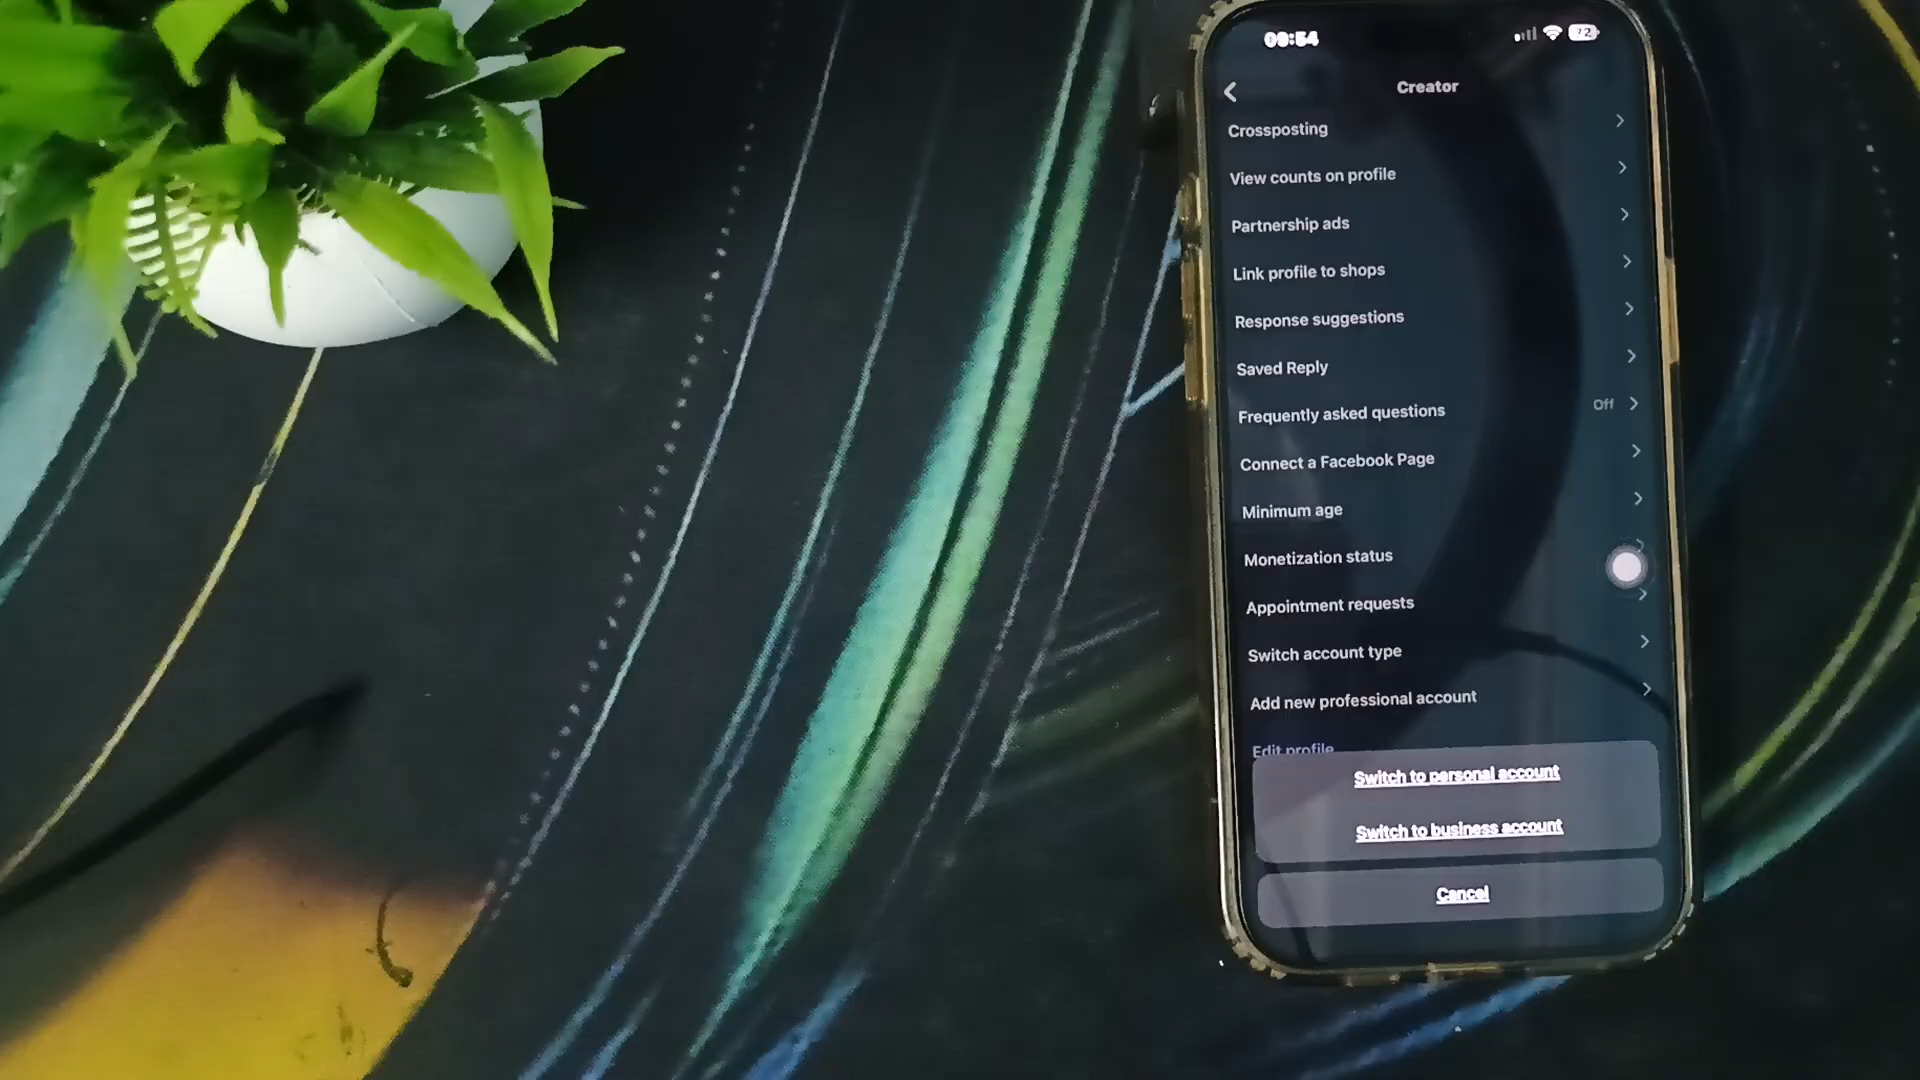 09:54
72
Creator
Crossposting
View counts on profile
Partnership ads
Link profile to shops
Response suggestions
Saved Reply
Frequently asked questions Off
Connect a Facebook Page
Minimum age
Monetization status
Appointment requests
Switch account type
Add new professional account
Edit profile
Switch to personal account
Switch to business account
Cancel